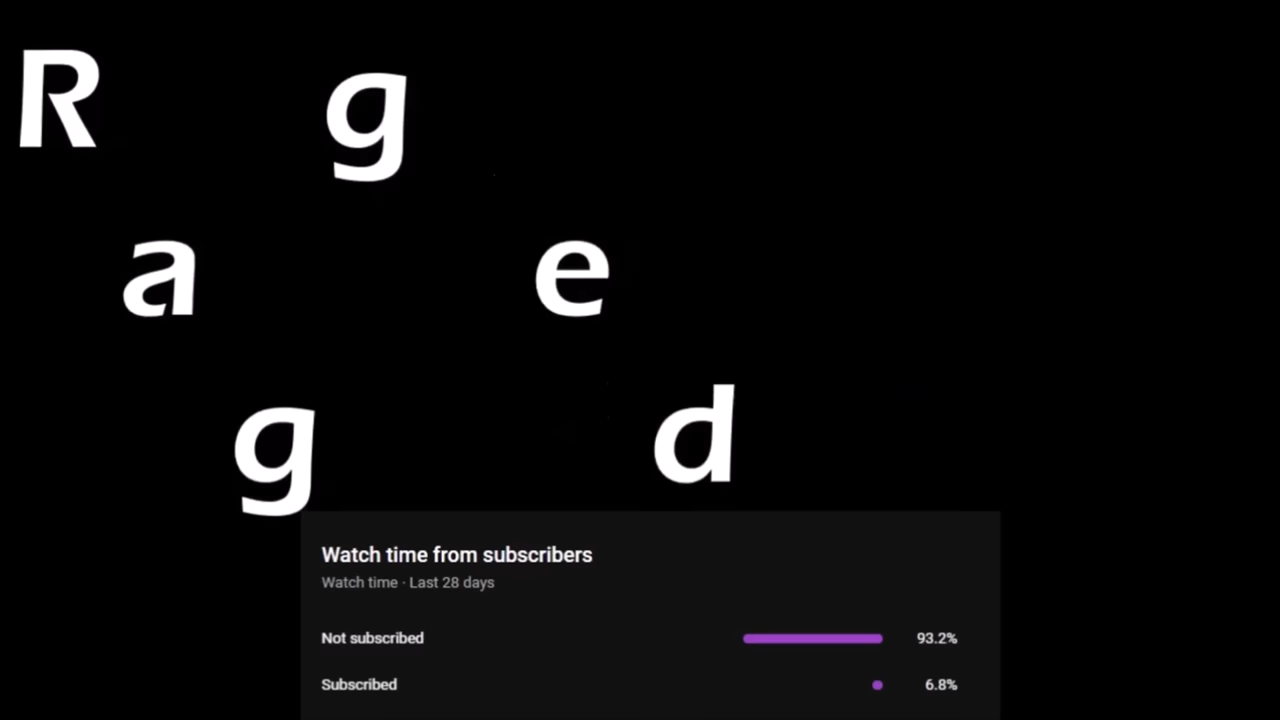 R g
a e
g d
Watch time from subscribers
Watch time · Last 28 days
Not subscribed 93.2%
Subscribed 6.8%